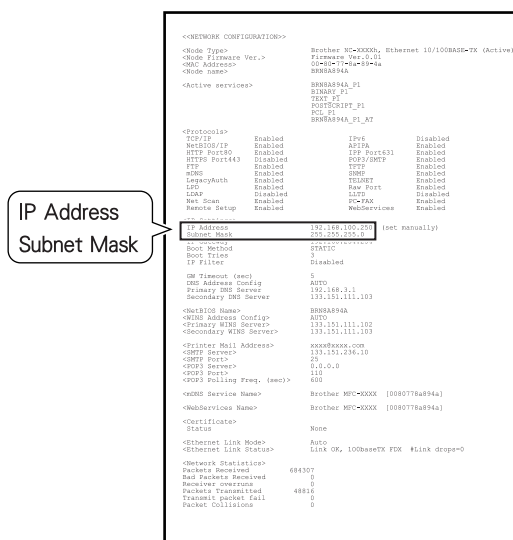 <<NETWORK CONFIGURATION>>
<Node Type> Brother NC-XXXXh, Ethernet 10/100BASE-TX (Active)
<Node Firmware Ver.> Firmware Ver.0.01
<MAC Address> 00-80-77-8a-89-4a
<Node name> BRN8A894A
<Active services> BRN8A894A_P1
BINARY_P1
TEXT_P1
POSTSCRIPT_P1
PCL_P1
BRN8A894A_P1_AT
<Protocols>
TCP/IP Enabled IPv6 Disabled
NetBIOS/IP Enabled APIPA Enabled
HTTP Port80 Enabled IPP Port631 Enabled
HTTPS Port443 Disabled POP3/SMTP Enabled
FTP Enabled TFTP Enabled
mDNS Enabled SNMP Enabled
LegacyAuth Enabled TELNET Enabled
LPD Enabled Raw Port Enabled
LDAP Disabled LLTD Disabled
Net Scan Enabled PC-FAX Enabled
Remote Setup Enabled WebServices Enabled
IP Address
Subnet Mask
IP Address 192.168.100.250 (set manually)
Subnet Mask 255.255.255.0
Boot Method STATIC
Boot Tries 3
IP Filter Disabled
GW Timeout (sec) 5
DNS Address Config AUTO
Primary DNS Server 192.168.3.1
Secondary DNS Server 133.151.111.103
<NetBIOS Name> BRN8A894A
<WINS Address Config> AUTO
<Primary WINS Server> 133.151.111.102
<Secondary WINS Server> 133.151.111.103
<Printer Mail Address> xxxx@xxxx.com
<SMTP Server> 133.151.236.10
<SMTP Port> 25
<POP3 Server> 0.0.0.0
<POP3 Port> 110
<POP3 Polling Freq. (sec)> 600
<mDNS Service Name> Brother MFC-XXXX [0080778a894a]
<WebServices Name> Brother MFC-XXXX [0080778a894a]
<Certificate>
Status None
<Ethernet Link Mode> Auto
<Ethernet Link Status> Link OK, 100baseTX FDX #Link drops=0
<Network Statistics>
Packets Received 684307
Bad Packets Received 0
Receiver overruns 0
Packets Transmitted 48816
Transmit packet fail 0
Packet Collisions 0